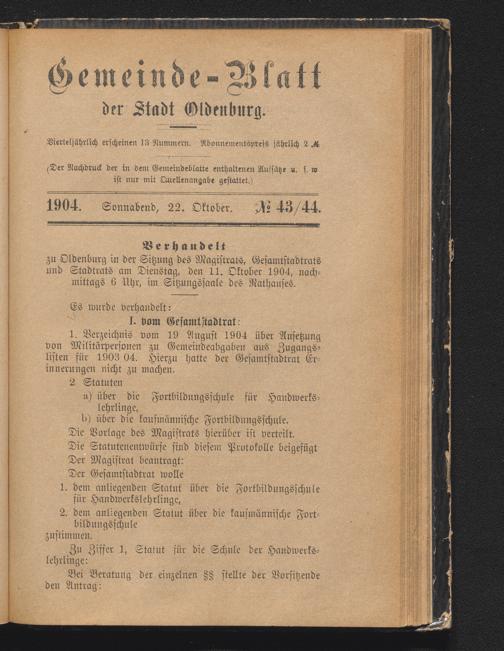 Gemeinde-Blatt
der Stadt Oldenburg.
Vierteljährlich erscheinen 13 Nummern. Abonnementspreis jährlich 2 ℳ
(Der Nachdruck der in dem Gemeindeblatte enthaltenen Aufsätze u. s. w
ist nur mit Quellenangabe gestattet.)
1904. Sonnabend, 22. Oktober. № 43/44.
Verhandelt
zu Oldenburg in der Sitzung des Magistrats, Gesamtstadtrats
und Stadtrats am Dienstag, den 11. Oktober 1904, nach-
mittags 6 Uhr, im Sitzungssaale des Rathauses.
Es wurde verhandelt:
I. vom Gesamtstadtrat:
1. Verzeichnis vom 19 August 1904 über Ansetzung
von Militärpersonen zu Gemeindeabgaben aus Zugangs-
listen für 1903 04. Hierzu hatte der Gesamtstadtrat Er-
innerungen nicht zu machen.
2 Statuten
a) über die Fortbildungsschule für Handwerks-
lehrlinge,
b) über die kaufmännische Fortbildungsschule.
Die Vorlage des Magistrats hierüber ist verteilt.
Die Statutenentwürfe sind diesem Protokolle beigefügt
Der Magistrat beantragt:
Der Gesamtstadtrat wolle
1. dem anliegenden Statut über die Fortbildungsschule
für Handwerkslehrlinge,
2. dem anliegenden Statut über die kaufmännische Fort-
bildungsschule
zustimmen.
Zu Ziffer 1, Statut für die Schule der Handwerks-
lehrlinge:
Bei Beratung der einzelnen §§ stellte der Vorsitzende
den Antrag: